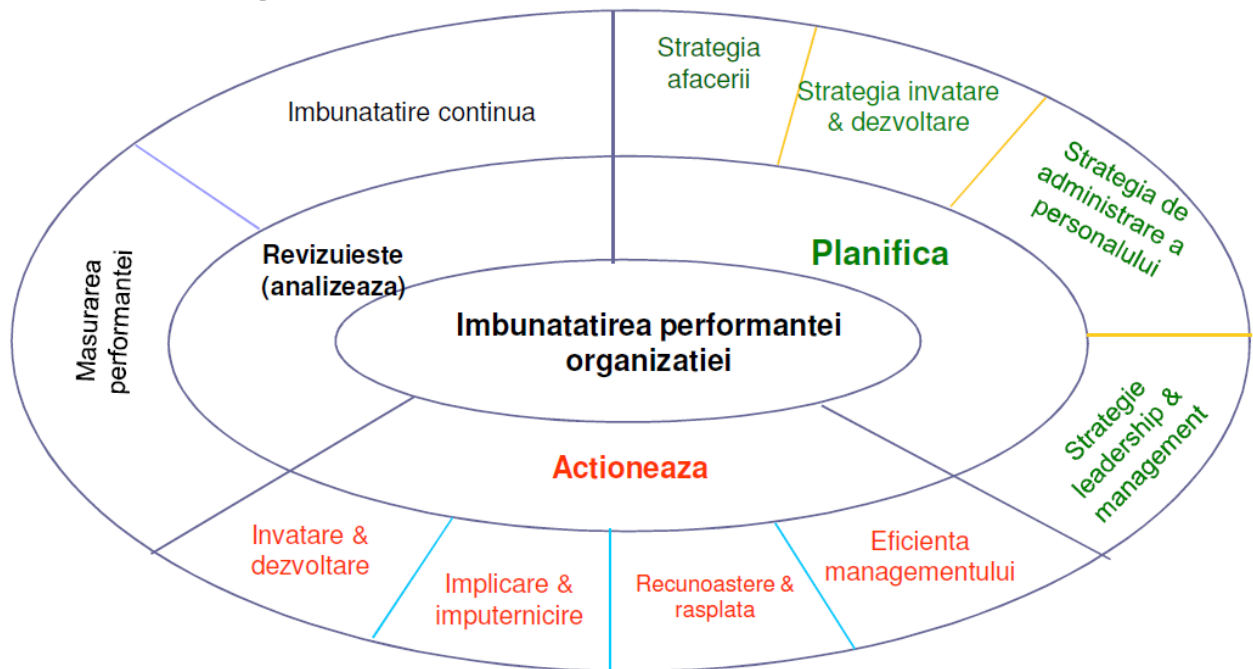 Strategia
afacerii
Strategia invatare
& dezvoltare
Strategia de
administrare a
personalului
Strategie
leadership &
management
Imbunatatire continua
Masurarea
performantei
Revizuieste
(analizeaza)
Planifica
Imbunatatirea performantei
organizatiei
Actioneaza
Invatare &
dezvoltare
Implicare &
imputernicire
Recunoastere &
rasplata
Eficienta
managementului